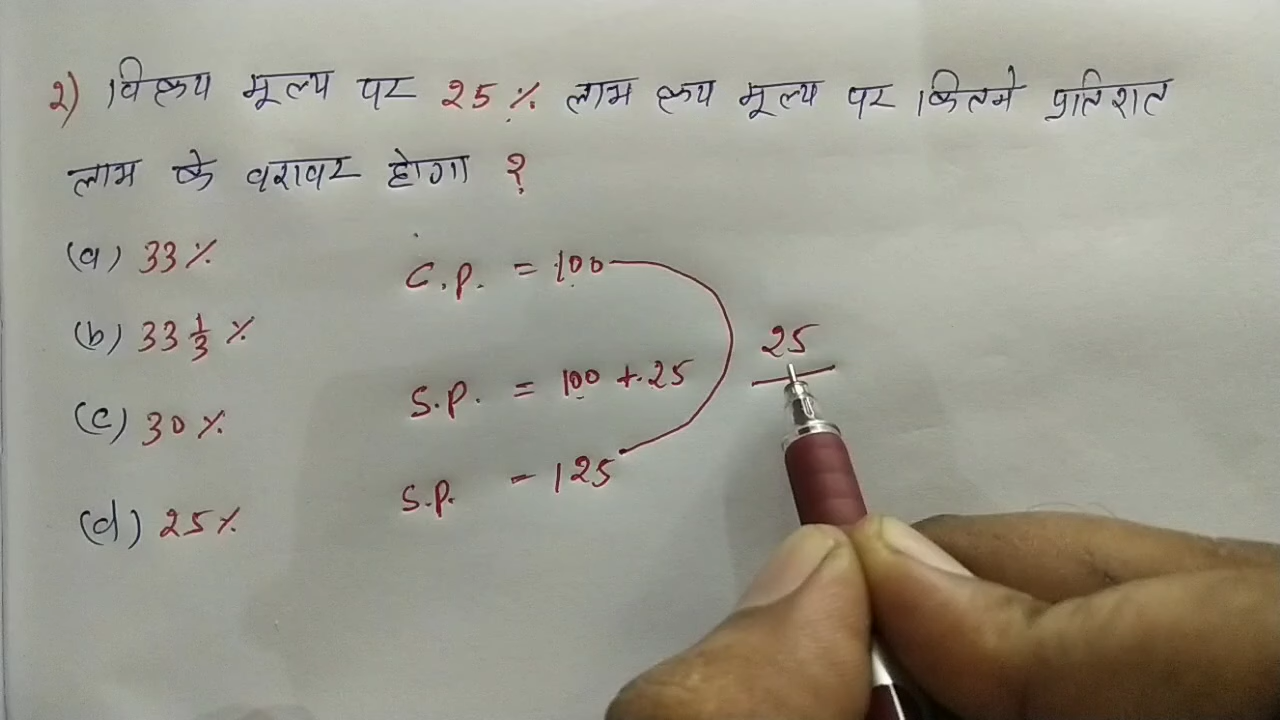 २) विक्रय मूल्य पर 25% लाभ क्रय मूल्य पर कितने प्रतिशत
लाभ के बराबर होगा ?
(a) 33%
(b) 33 1/3 %
(c) 30%
(d) 25%
C.P. = 100
S.P. = 100 + 25
S.P. - 125
25